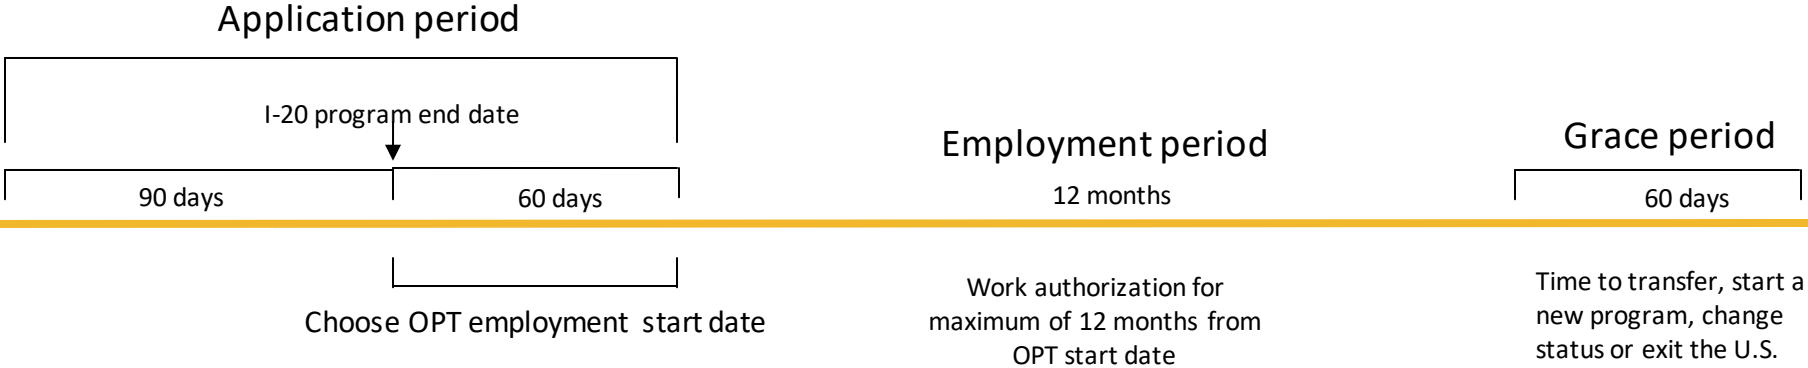 Application period
I-20 program end date
90 days
60 days
Choose OPT employment start date
Employment period
12 months
Work authorization for
maximum of 12 months from
OPT start date
Grace period
60 days
Time to transfer, start a
new program, change
status or exit the U.S.